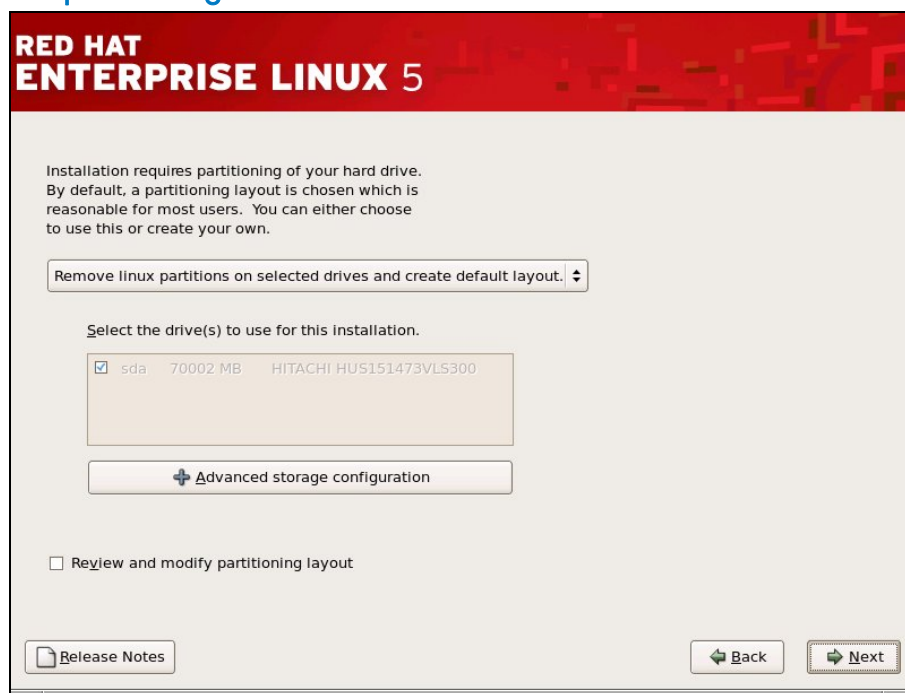 RED HAT
ENTERPRISE LINUX 5
Installation requires partitioning of your hard drive.
By default, a partitioning layout is chosen which is
reasonable for most users.  You can either choose
to use this or create your own.
Remove linux partitions on selected drives and create default layout.
Select the drive(s) to use for this installation.
sda 70002 MB HITACHI HUS151473VLS300
Advanced storage configuration
Review and modify partitioning layout
Release Notes
Back
Next